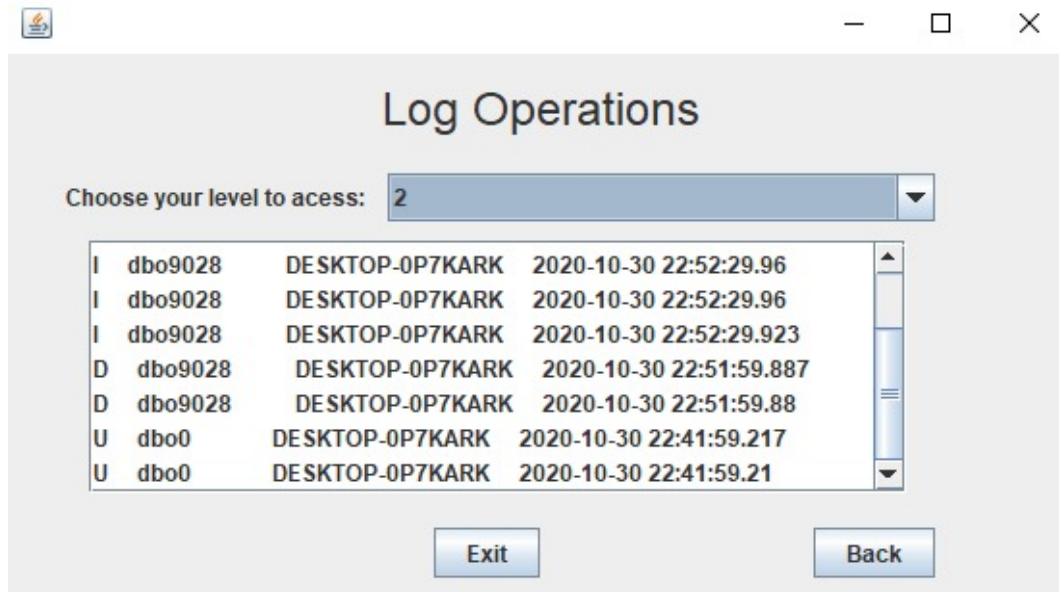 Log Operations
Choose your level to acess: 2
I dbo9028 DESKTOP-0P7KARK 2020-10-30 22:52:29.96
I dbo9028 DESKTOP-0P7KARK 2020-10-30 22:52:29.96
I dbo9028 DESKTOP-0P7KARK 2020-10-30 22:52:29.923
D dbo9028 DESKTOP-0P7KARK 2020-10-30 22:51:59.887
D dbo9028 DESKTOP-0P7KARK 2020-10-30 22:51:59.88
U dbo0 DESKTOP-0P7KARK 2020-10-30 22:41:59.217
U dbo0 DESKTOP-0P7KARK 2020-10-30 22:41:59.21
Exit Back